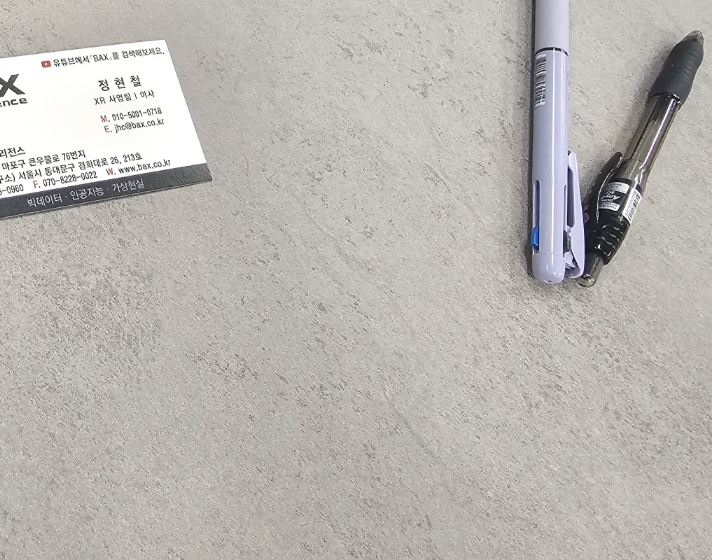 유튜브에서「BAX」를 검색해보세요.
X
ence
정 현 철
XR 사업팀 | 이사
M. 010-5001-0716
E. jhc@bax.co.kr
리전스
마포구 큰우물로 76번지
구소) 서울시 동대문구 경희대로 26, 213호
8-0960 F. 070-8228-0022 W. www.bax.co.kr
빅데이터 · 인공지능 · 가상현실